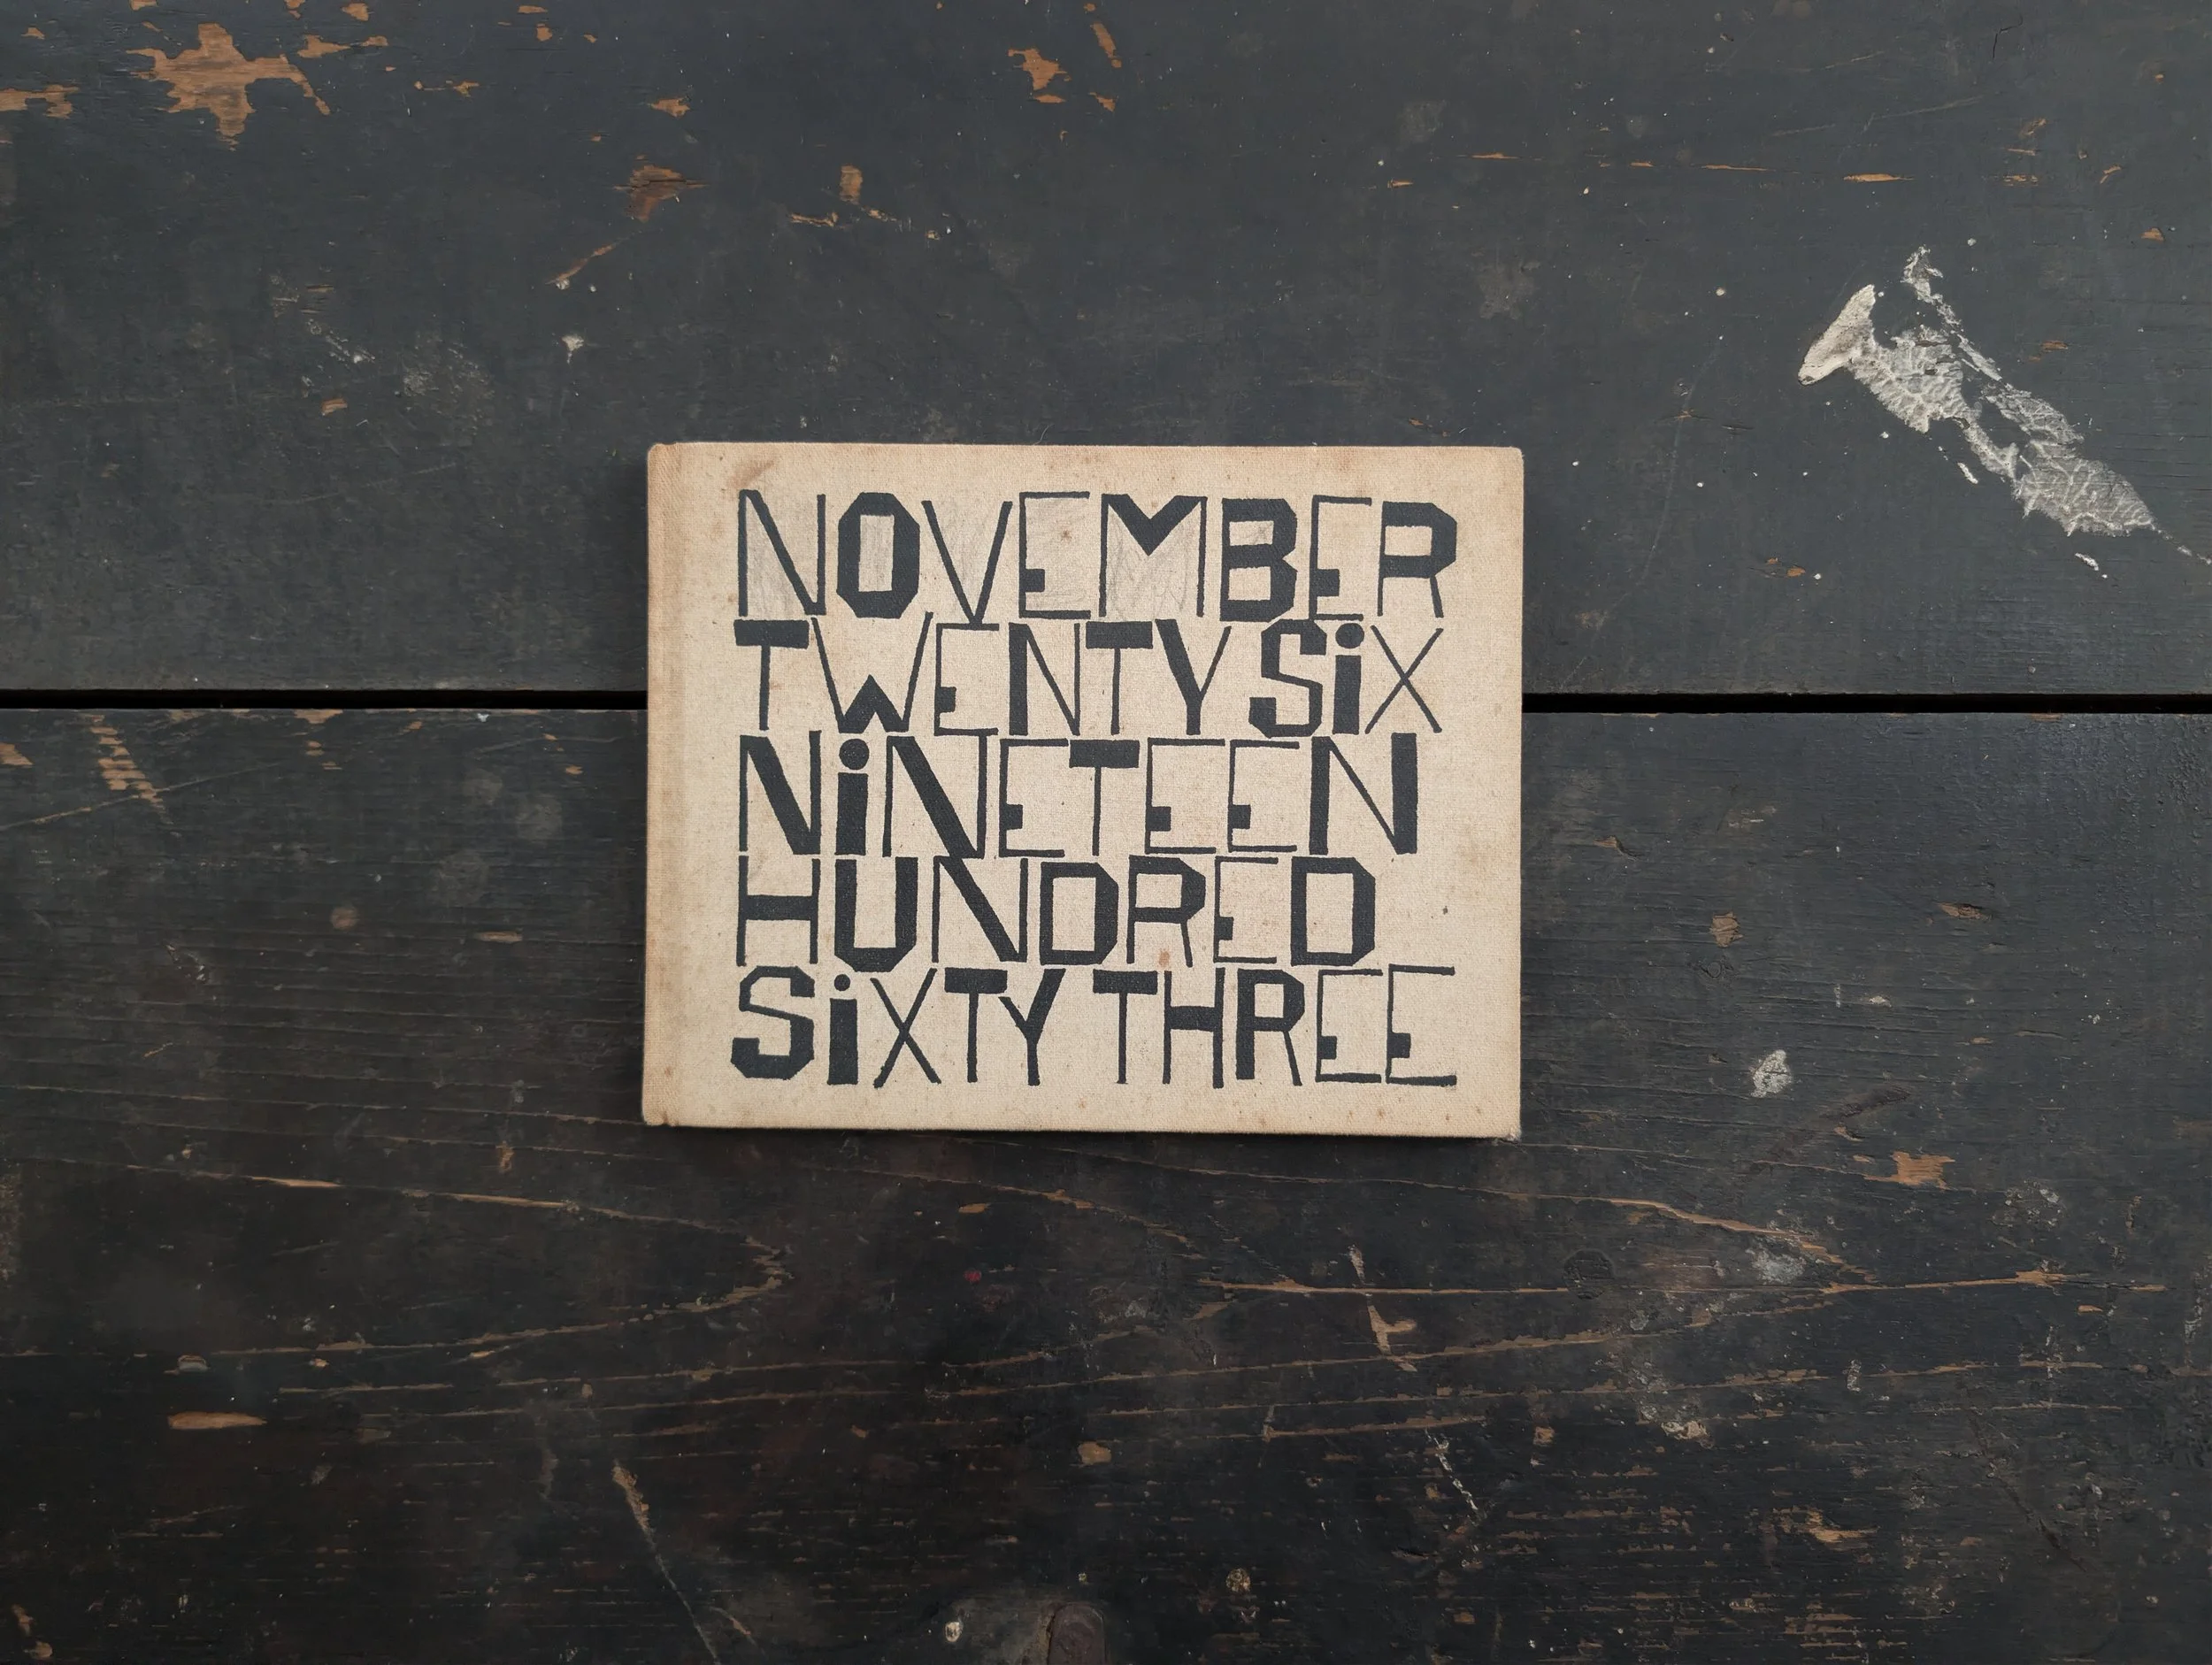 NOVEMBER
TWENTY SiX
NiNETEEN
HUNDRED
SiXTY THREE